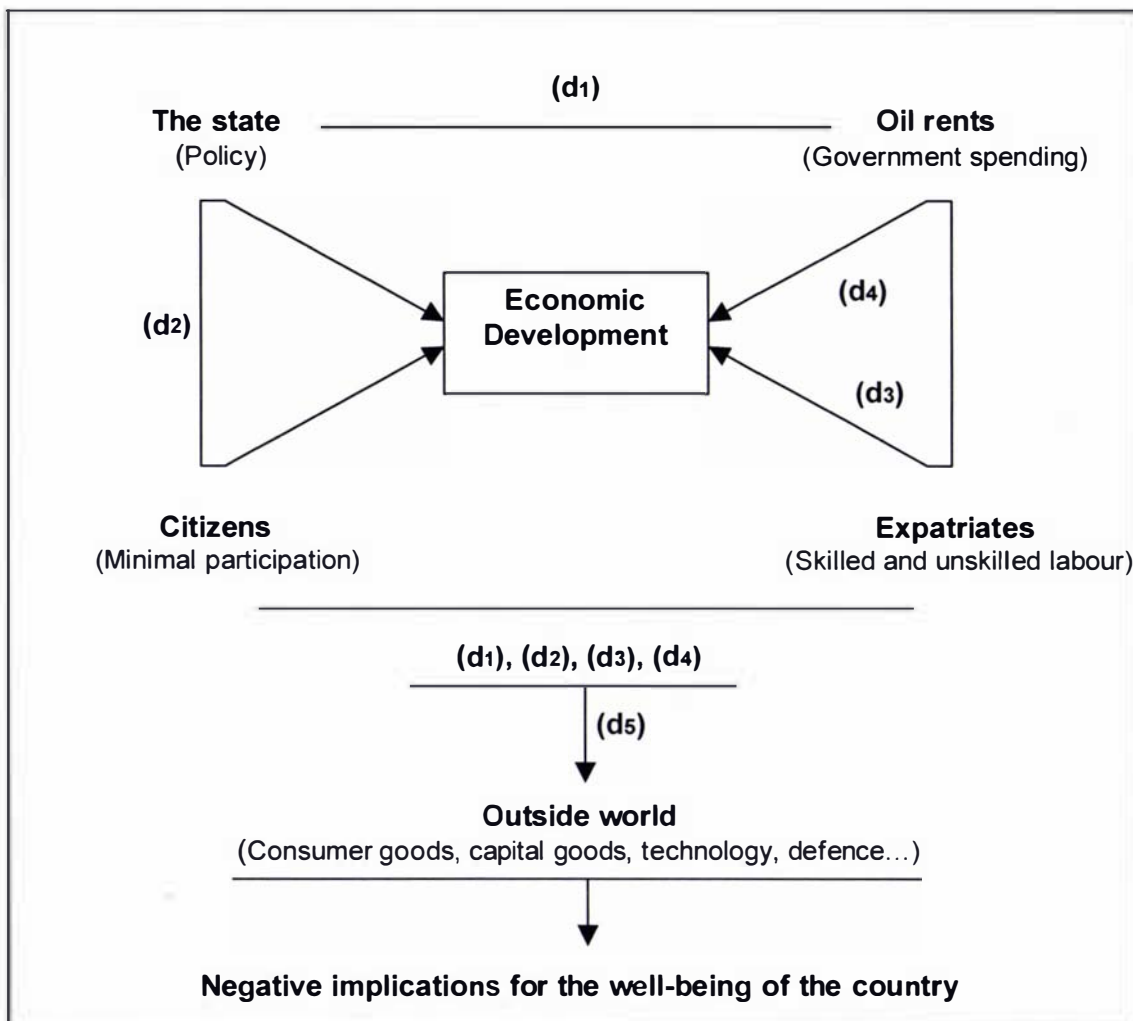 (d1)
The state
(Policy)
Oil rents
(Government spending)
(d2)
Economic
Development
(d4)
(d3)
Citizens
(Minimal participation)
Expatriates
(Skilled and unskilled labour)
(d1), (d2), (d3), (d4)
(d5)
Outside world
(Consumer goods, capital goods, technology, defence...)
Negative implications for the well-being of the country